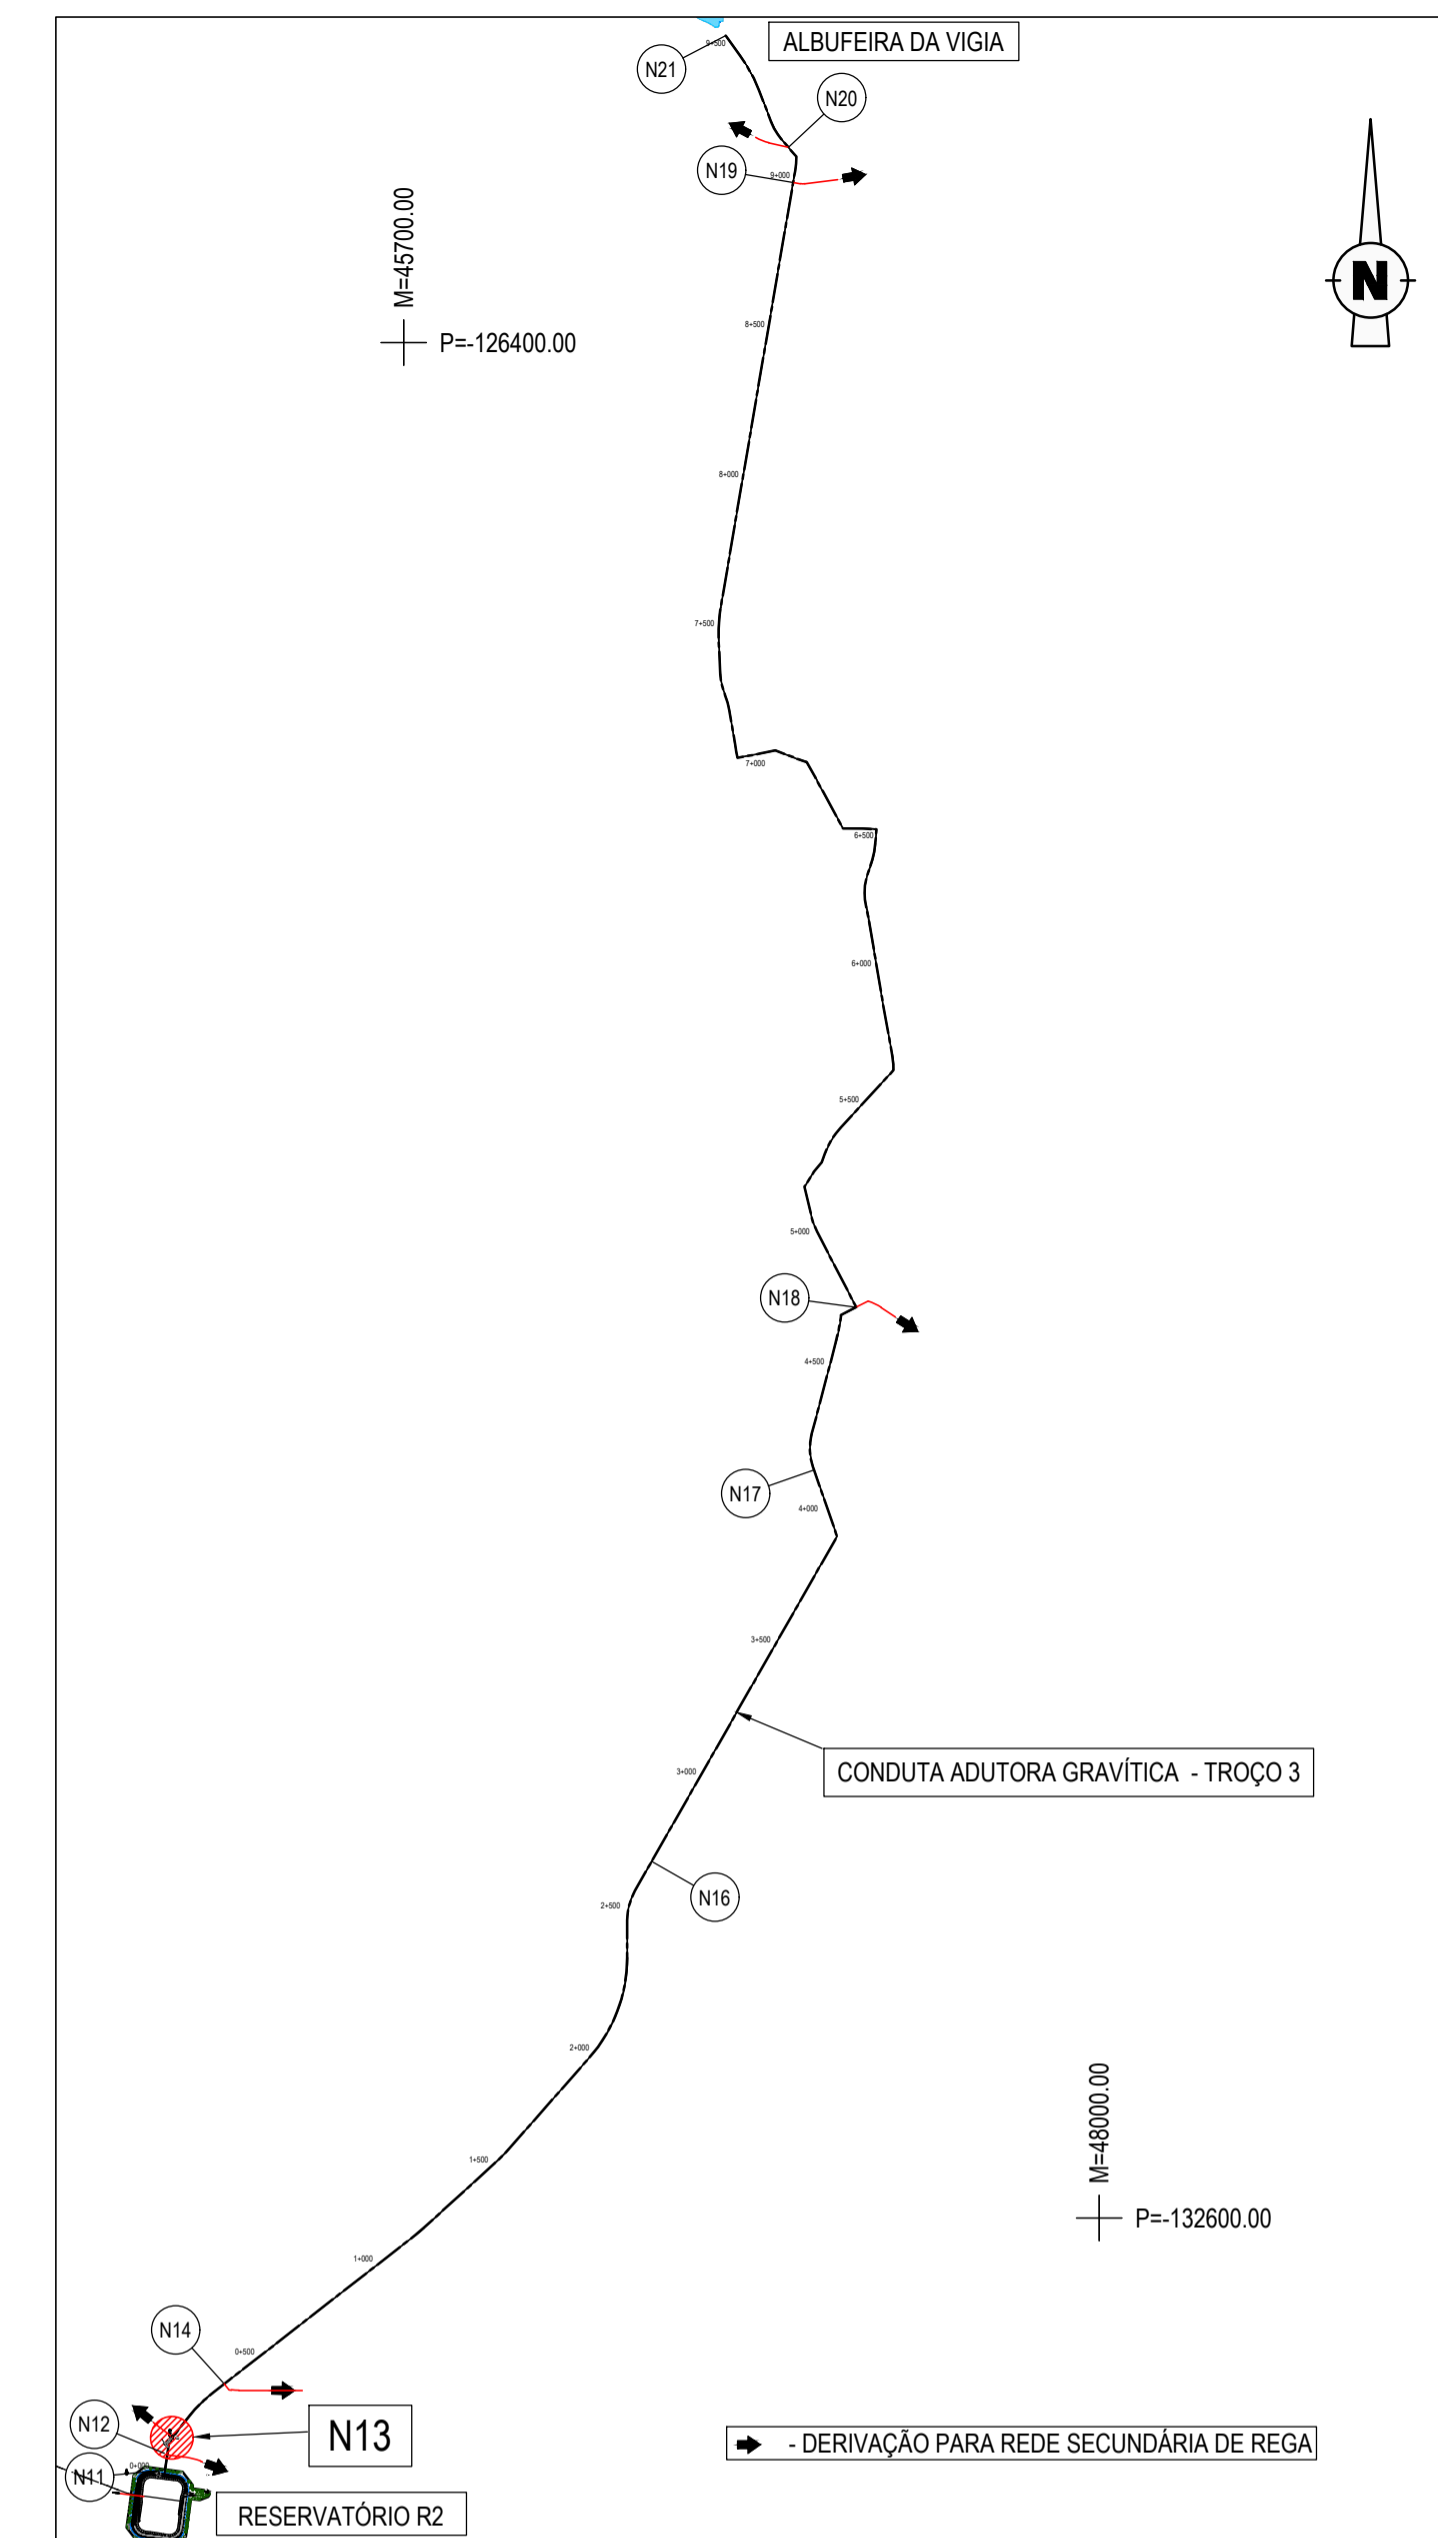 ALBUFEIRA DA VIGIA
9+500
N21
N20
N19
9+000
M=45700.00
P=-126400.00
N
8+500
8+000
7+500
7+000
6+500
6+000
5+500
5+000
N18
4+500
N17
4+000
3+500
CONDUTA ADUTORA GRAVÍTICA - TROÇO 3
3+000
N16
2+500
2+000
M=48000.00
P=-132600.00
1+500
1+000
N14
0+500
N12
N13
- DERIVAÇÃO PARA REDE SECUNDÁRIA DE REGA
0+000
N11
RESERVATÓRIO R2